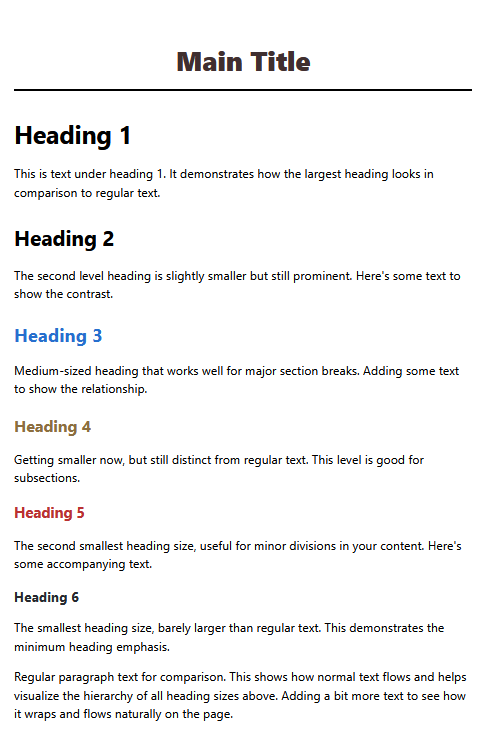 Main Title
Heading 1
This is text under heading 1. It demonstrates how the largest heading looks in
comparison to regular text.
Heading 2
The second level heading is slightly smaller but still prominent. Here's some text to
show the contrast.
Heading 3
Medium-sized heading that works well for major section breaks. Adding some text
to show the relationship.
Heading 4
Getting smaller now, but still distinct from regular text. This level is good for
subsections.
Heading 5
The second smallest heading size, useful for minor divisions in your content. Here's
some accompanying text.
Heading 6
The smallest heading size, barely larger than regular text. This demonstrates the
minimum heading emphasis.
Regular paragraph text for comparison. This shows how normal text flows and helps
visualize the hierarchy of all heading sizes above. Adding a bit more text to see how
it wraps and flows naturally on the page.